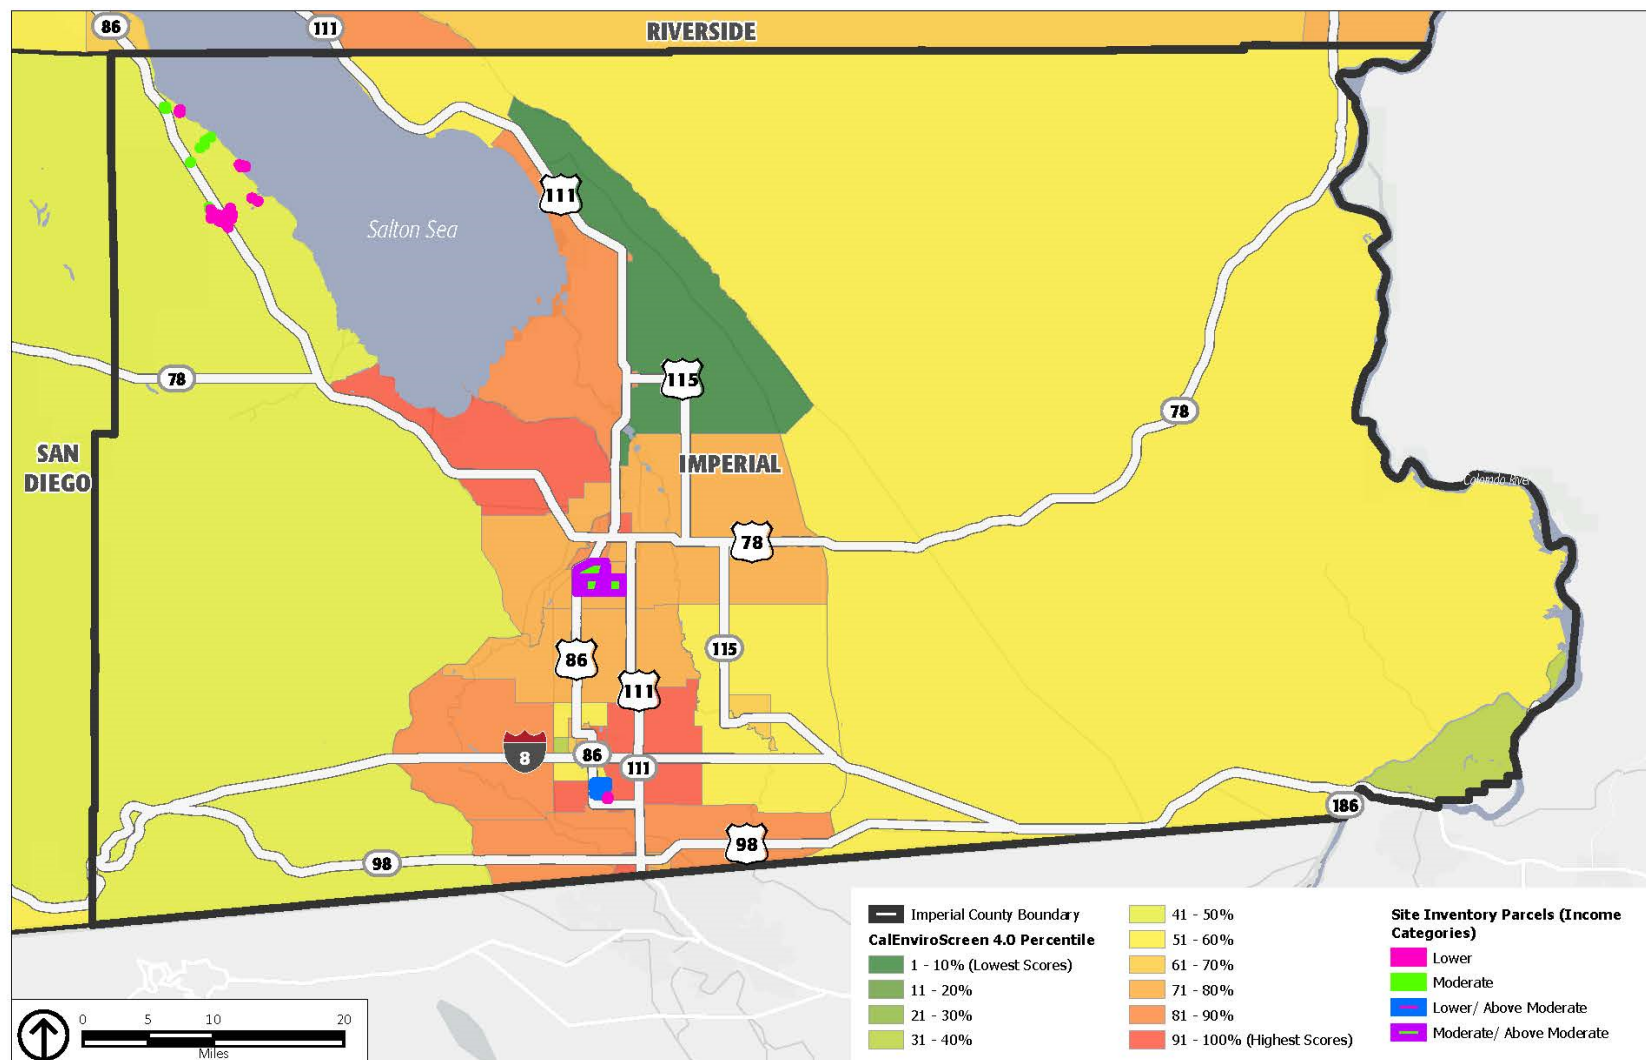 86
111
RIVERSIDE
111
Salton Sea
115
78
78
SAN
DIEGO
IMPERIAL
Colorado River
78
86
115
111
8
86
111
186
98
98
Imperial County Boundary
CalEnviroScreen 4.0 Percentile
1 - 10% (Lowest Scores)
11 - 20%
21 - 30%
31 - 40%
41 - 50%
51 - 60%
61 - 70%
71 - 80%
81 - 90%
91 - 100% (Highest Scores)
Site Inventory Parcels (Income
Categories)
Lower
Moderate
Lower/ Above Moderate
Moderate/ Above Moderate
0 5 10 20
Miles